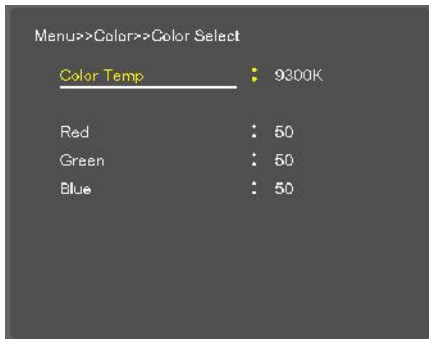 Menu>>Color>>Color Select
Color Temp : 9300K
Red : 50
Green : 50
Blue : 50